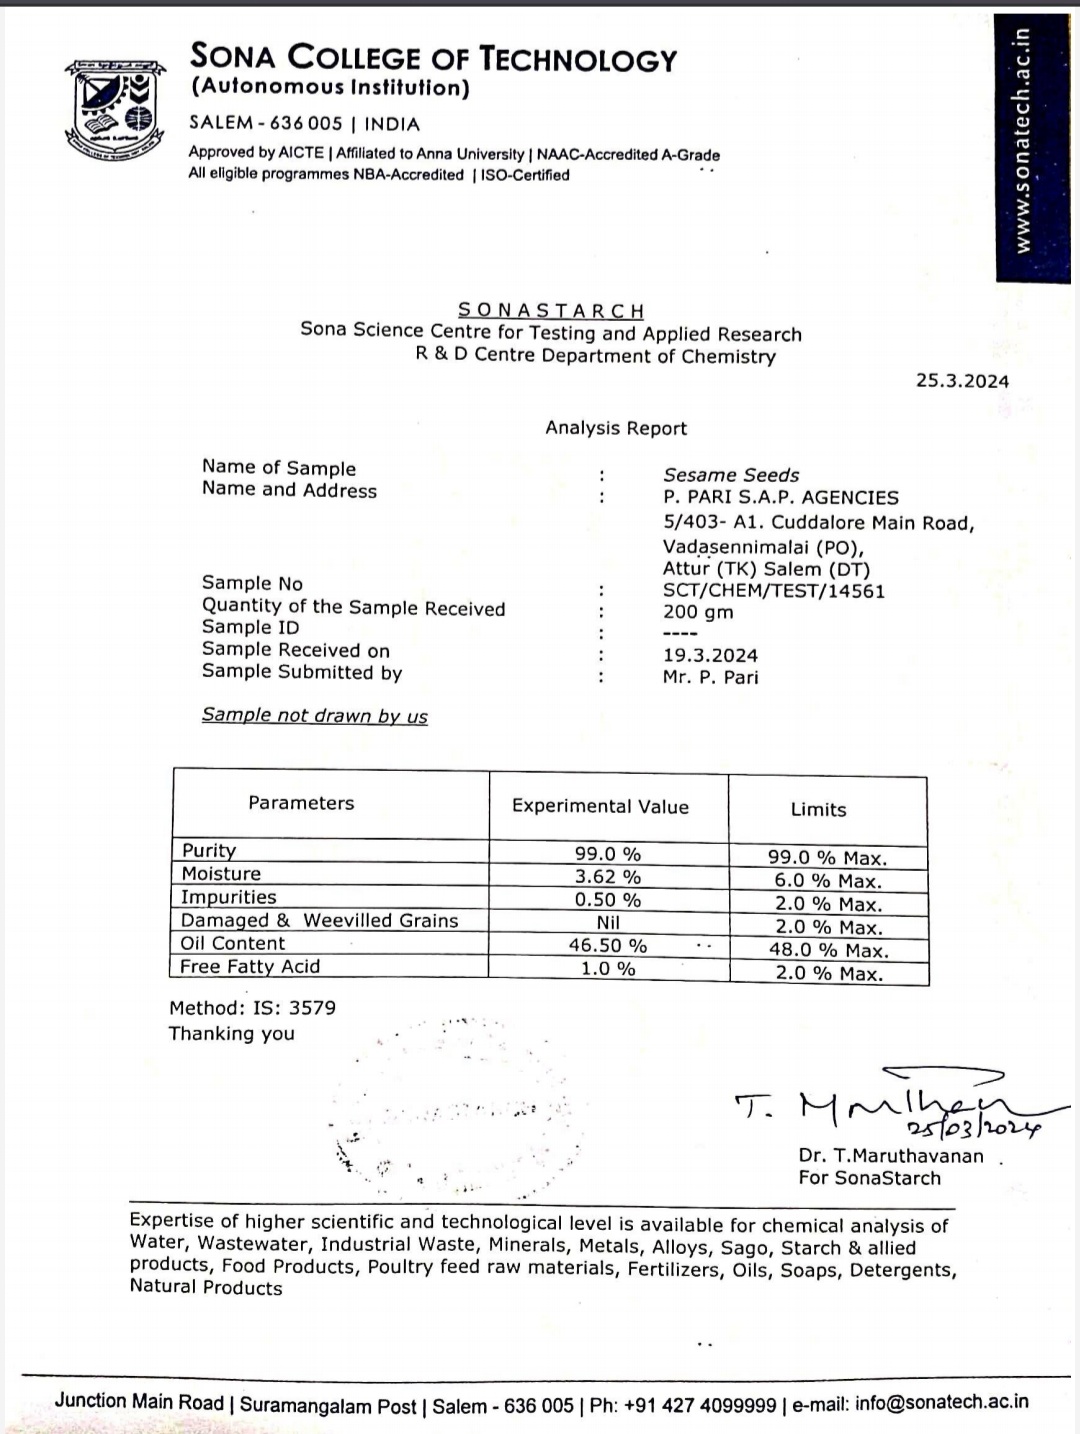 SONA COLLEGE OF TECHNOLOGY
(Autonomous Institution)
SALEM - 636 005 | INDIA
Approved by AICTE | Affiliated to Anna University | NAAC-Accredited A-Grade
All eligible programmes NBA-Accredited | ISO-Certified
www.sonatech.ac.in
SONASTARCH
Sona Science Centre for Testing and Applied Research
R & D Centre Department of Chemistry
25.3.2024
Analysis Report
Name of Sample : Sesame Seeds
Name and Address : P. PARI S.A.P. AGENCIES
5/403- A1. Cuddalore Main Road,
Vadasennimalai (PO),
Attur (TK) Salem (DT)
Sample No : SCT/CHEM/TEST/14561
Quantity of the Sample Received : 200 gm
Sample ID : ----
Sample Received on : 19.3.2024
Sample Submitted by : Mr. P. Pari
Sample not drawn by us
Parameters Experimental Value Limits
Purity 99.0 % 99.0 % Max.
Moisture 3.62 % 6.0 % Max.
Impurities 0.50 % 2.0 % Max.
Damaged & Weevilled Grains Nil 2.0 % Max.
Oil Content 46.50 % 48.0 % Max.
Free Fatty Acid 1.0 % 2.0 % Max.
Method: IS: 3579
Thanking you
25/03/2024
Dr. T.Maruthavanan
For SonaStarch
Expertise of higher scientific and technological level is available for chemical analysis of
Water, Wastewater, Industrial Waste, Minerals, Metals, Alloys, Sago, Starch & allied
products, Food Products, Poultry feed raw materials, Fertilizers, Oils, Soaps, Detergents,
Natural Products
Junction Main Road | Suramangalam Post | Salem - 636 005 | Ph: +91 427 4099999 | e-mail: info@sonatech.ac.in